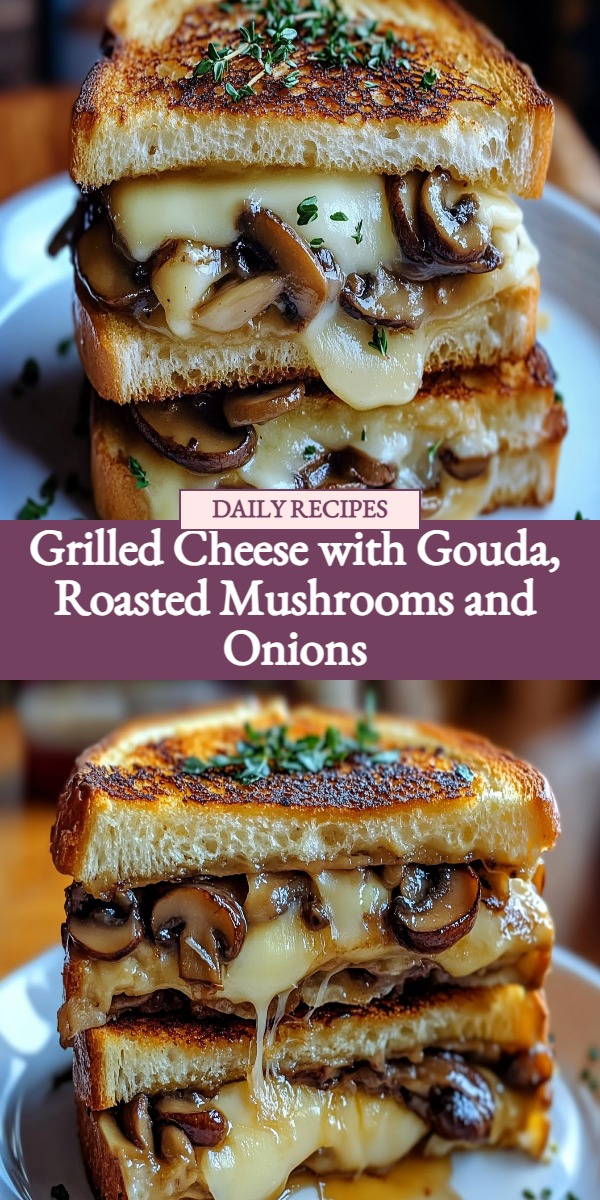 DAILY RECIPES
Grilled Cheese with Gouda,
Roasted Mushrooms and
Onions